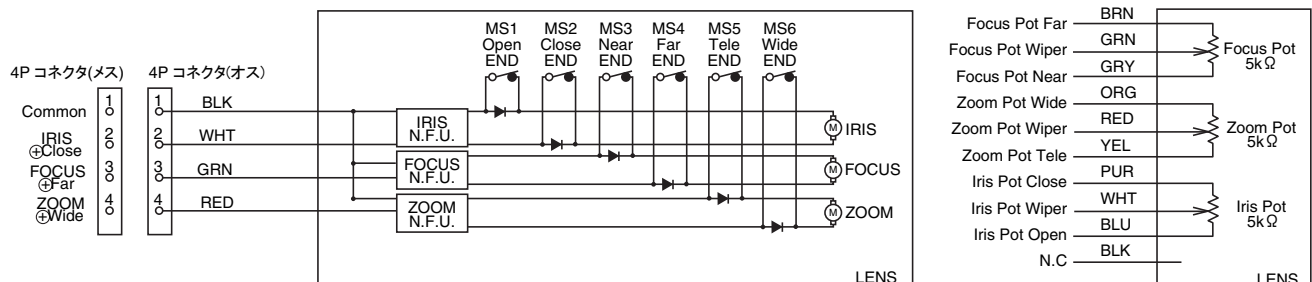 MS1 MS2 MS3 MS4 MS5 MS6
Open Close Near Far Tele Wide
END END END END END END
4P コネクタ(メス) 4P コネクタ(オス)
Common 1 1 BLK
IRIS
⊕Close 2 2 WHT
FOCUS
⊕Far 3 3 GRN
ZOOM
⊕Wide 4 4 RED
IRIS
N.F.U.
FOCUS
N.F.U.
ZOOM
N.F.U.
M IRIS
M FOCUS
M ZOOM
LENS
Focus Pot Far BRN
Focus Pot Wiper GRN
Focus Pot Near GRY
Focus Pot
5kΩ
Zoom Pot Wide ORG
Zoom Pot Wiper RED
Zoom Pot Tele YEL
Zoom Pot
5kΩ
Iris Pot Close PUR
Iris Pot Wiper WHT
Iris Pot Open BLU
Iris Pot
5kΩ
N.C BLK
LENS